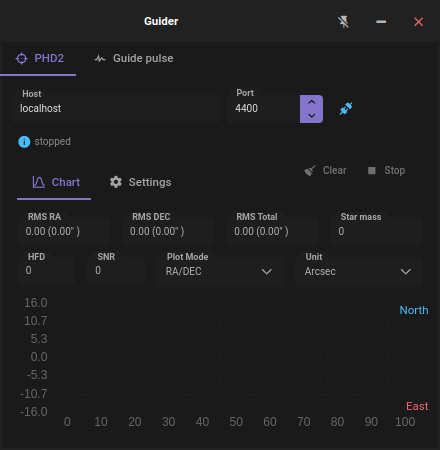 Guider
PHD2 Guide pulse
Host Port
localhost 4400
stopped
Clear Stop
Chart Settings
RMS RA RMS DEC RMS Total Star mass
0.00 (0.00" ) 0.00 (0.00" ) 0.00 (0.00" ) 0
HFD SNR Plot Mode Unit
0 0 RA/DEC Arcsec
16.0 North
10.7
5.3
0.0
-5.3
-10.7
-16.0 East
0 10 20 30 40 50 60 70 80 90 100